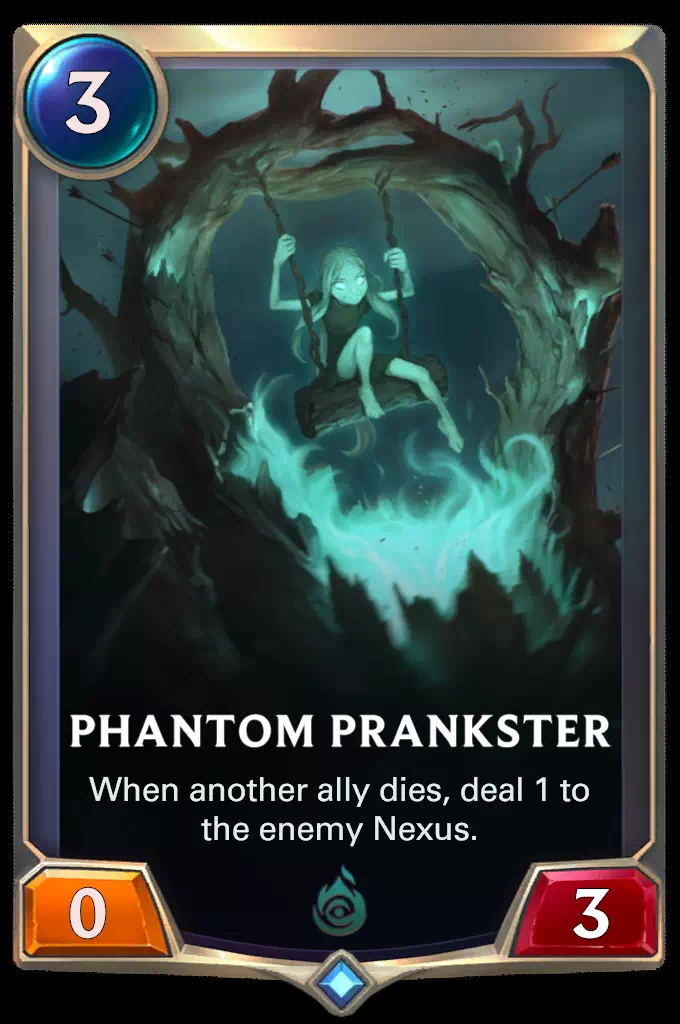 3
PHANTOM PRANKSTER
When another ally dies, deal 1 to
the enemy Nexus.
0
3